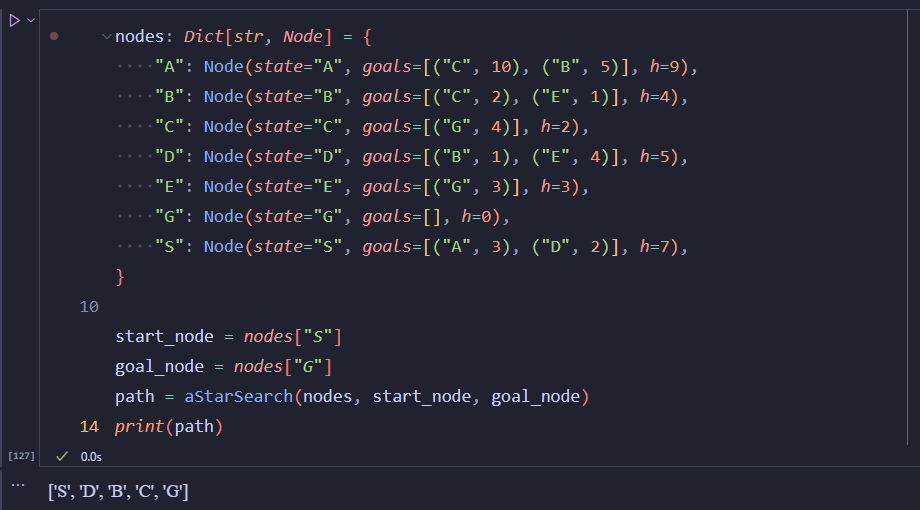 nodes: Dict[str, Node] = {
····"A": Node(state="A", goals=[("C", 10), ("B", 5)], h=9),
····"B": Node(state="B", goals=[("C", 2), ("E", 1)], h=4),
····"C": Node(state="C", goals=[("G", 4)], h=2),
····"D": Node(state="D", goals=[("B", 1), ("E", 4)], h=5),
····"E": Node(state="E", goals=[("G", 3)], h=3),
····"G": Node(state="G", goals=[], h=0),
····"S": Node(state="S", goals=[("A", 3), ("D", 2)], h=7),
}
10
start_node = nodes["S"]
goal_node = nodes["G"]
path = aStarSearch(nodes, start_node, goal_node)
14 print(path)
[127] ✓ 0.0s
··· ['S', 'D', 'B', 'C', 'G']